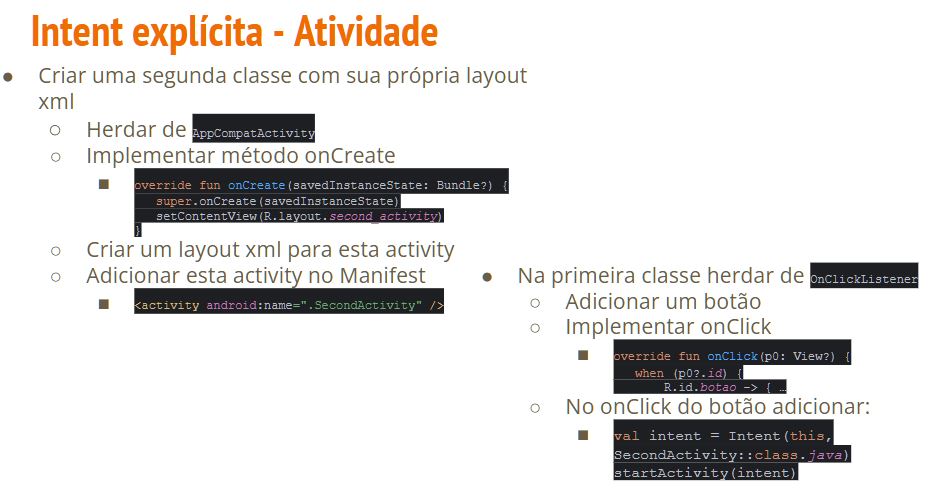 Intent explícita - Atividade
● Criar uma segunda classe com sua própria layout
xml
○ Herdar de AppCompatActivity
○ Implementar método onCreate
■ override fun onCreate(savedInstanceState: Bundle?) {
super.onCreate(savedInstanceState)
setContentView(R.layout.second_activity)
}
○ Criar um layout xml para esta activity
○ Adicionar esta activity no Manifest
■ <activity android:name=".SecondActivity" />
● Na primeira classe herdar de OnClickListener
○ Adicionar um botão
○ Implementar onClick
■ override fun onClick(p0: View?) {
when (p0?.id) {
R.id.botao -> { …
○ No onClick do botão adicionar:
■ val intent = Intent(this,
SecondActivity::class.java)
startActivity(intent)